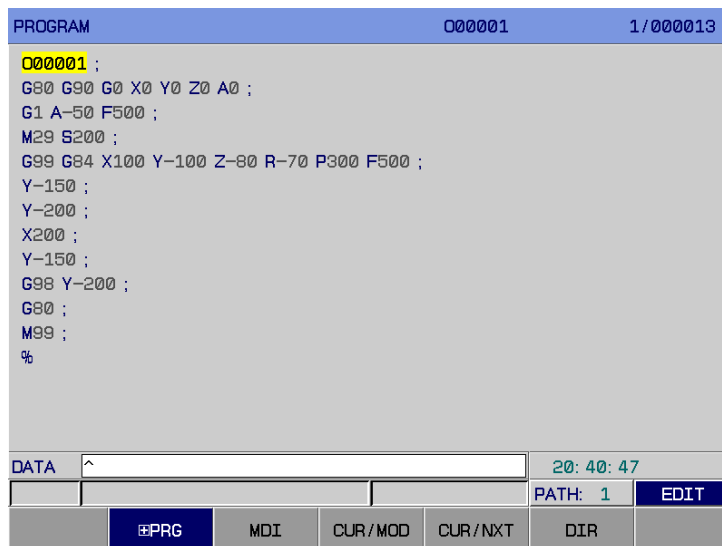 PROGRAM O00001 1/000013
O00001 ;
G80 G90 G0 X0 Y0 Z0 A0 ;
G1 A-50 F500 ;
M29 S200 ;
G99 G84 X100 Y-100 Z-80 R-70 P300 F500 ;
Y-150 ;
Y-200 ;
X200 ;
Y-150 ;
G98 Y-200 ;
G80 ;
M99 ;
%
DATA ^ 20:40:47
PATH: 1 EDIT
⊞PRG MDI CUR/MOD CUR/NXT DIR